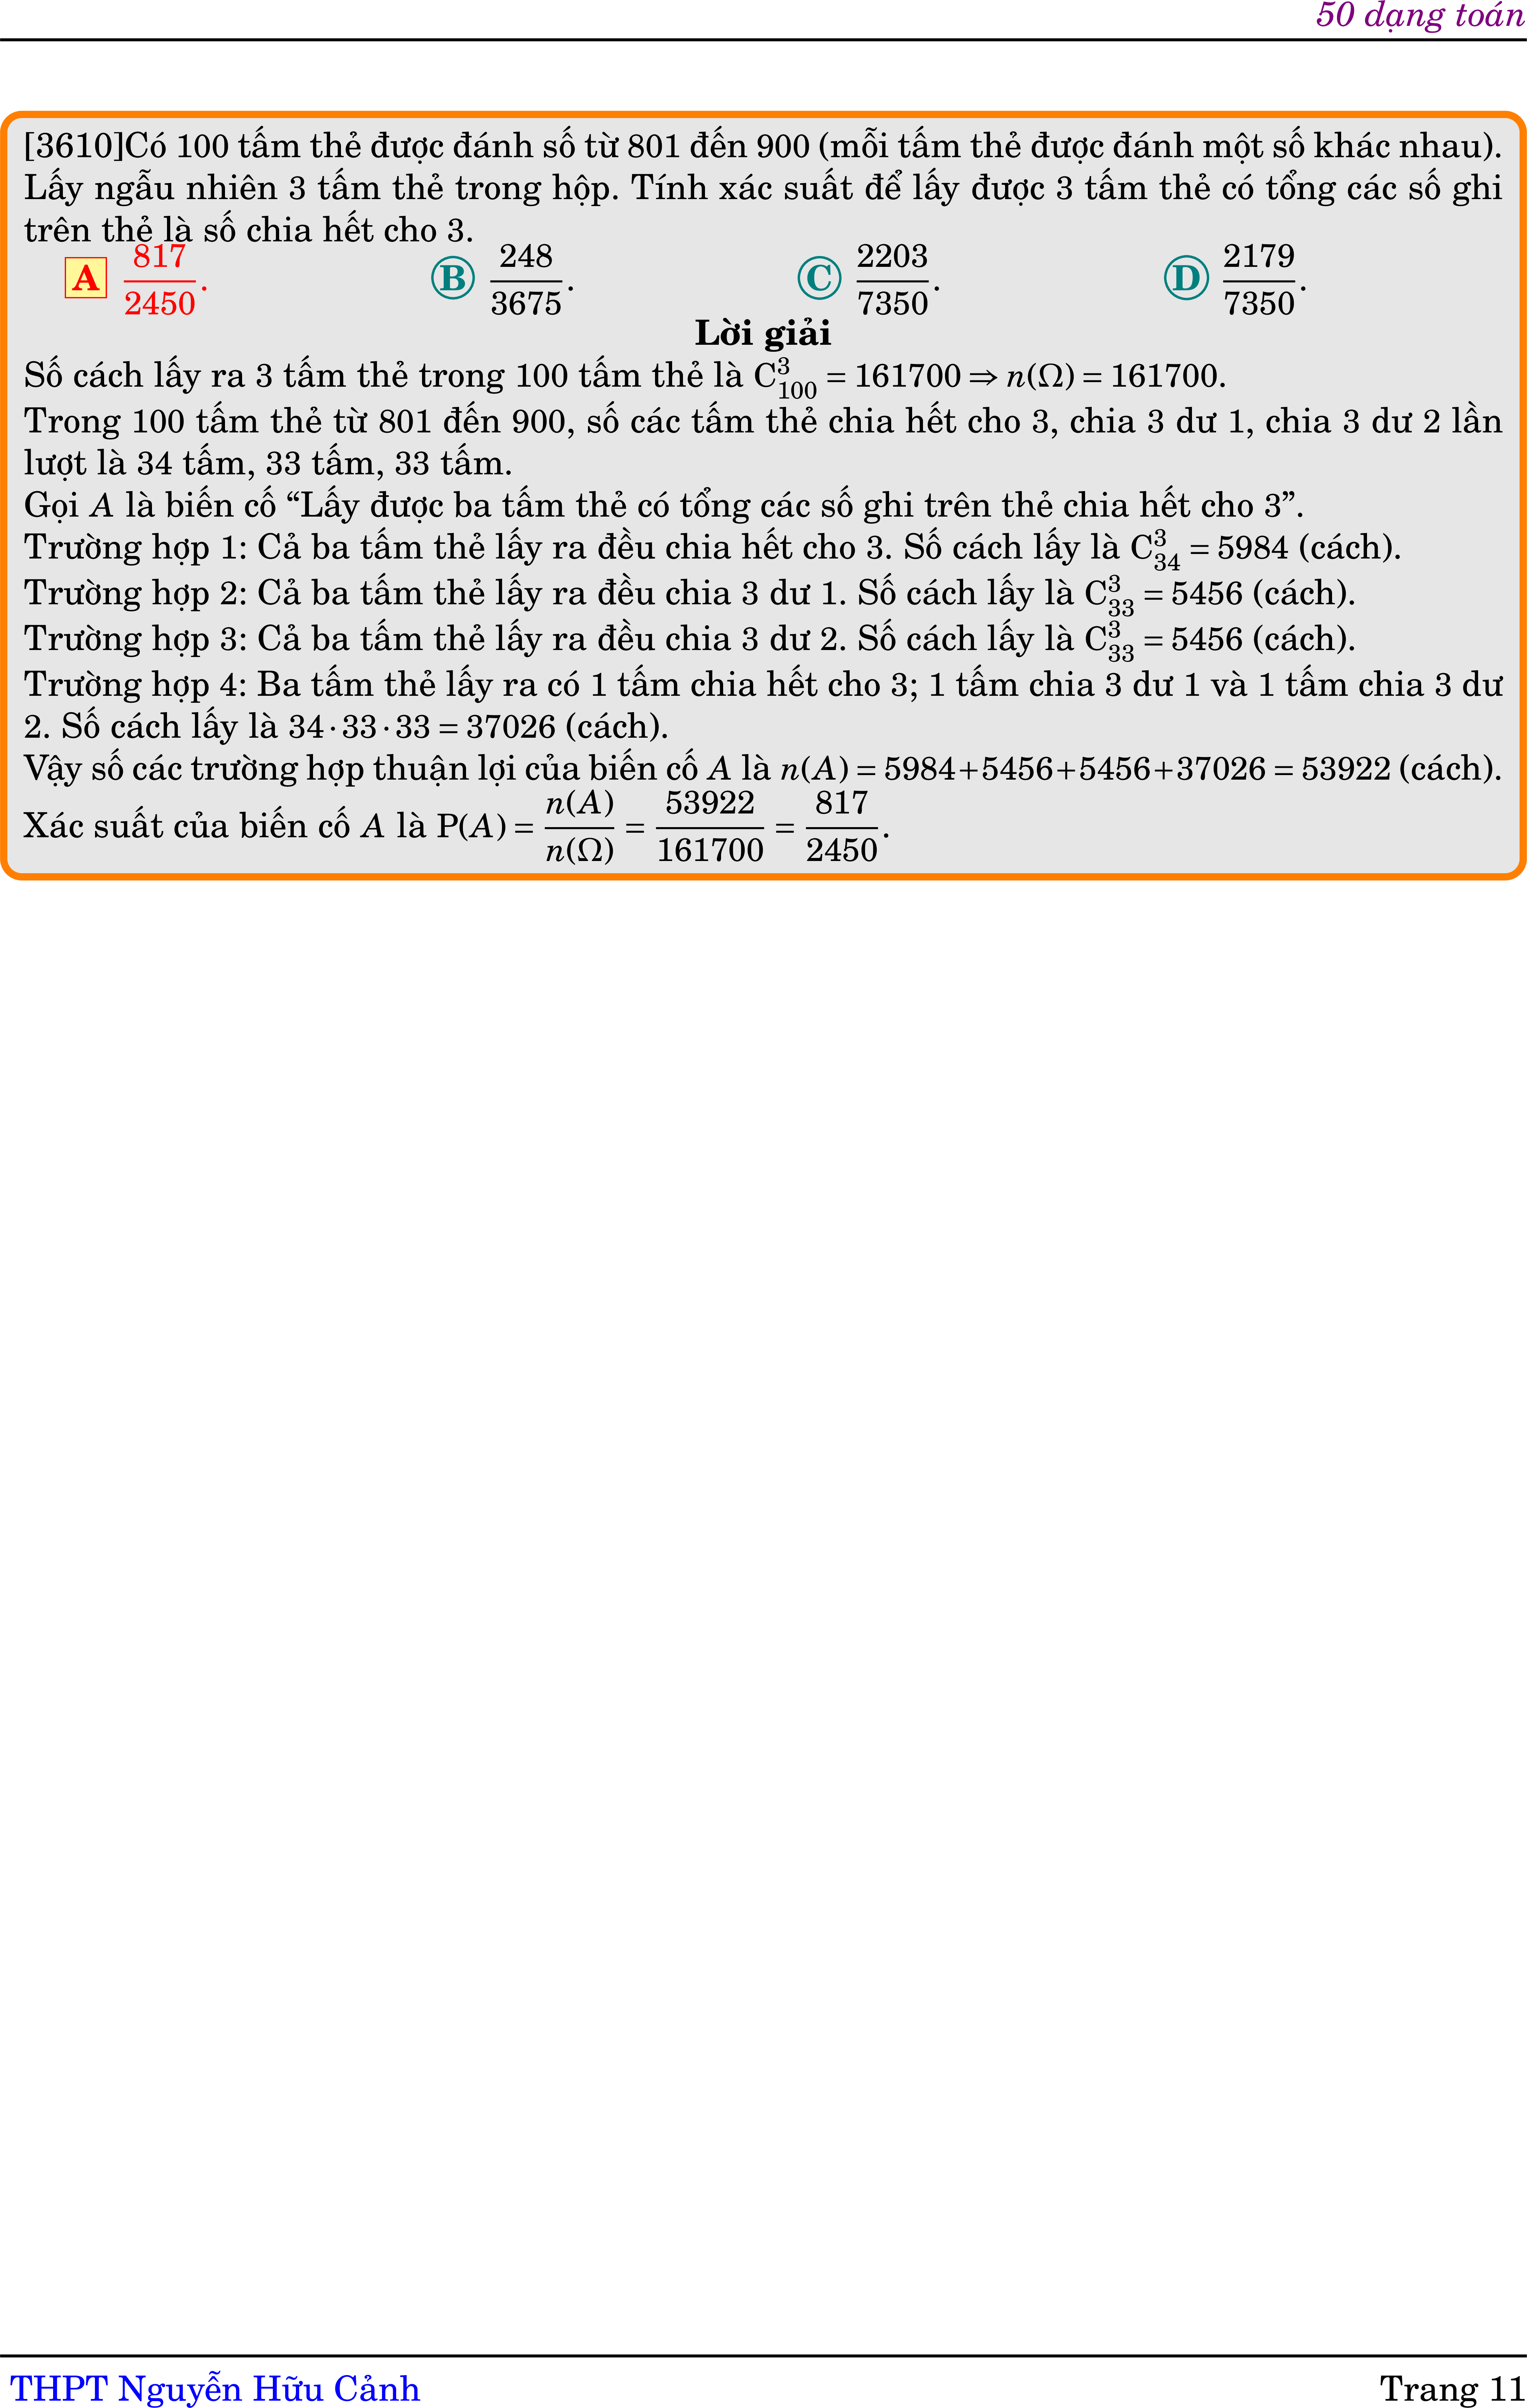 50 dạng toán
[3610]Có 100 tấm thẻ được đánh số từ 801 đến 900 (mỗi tấm thẻ được đánh một số khác nhau).
Lấy ngẫu nhiên 3 tấm thẻ trong hộp. Tính xác suất để lấy được 3 tấm thẻ có tổng các số ghi
trên thẻ là số chia hết cho 3.
A $\frac{817}{2450}$. B $\frac{248}{3675}$. C $\frac{2203}{7350}$. D $\frac{2179}{7350}$.
Lời giải
Số cách lấy ra 3 tấm thẻ trong 100 tấm thẻ là $C_{100}^{3} = 161700 \Rightarrow n(\Omega) = 161700$.
Trong 100 tấm thẻ từ 801 đến 900, số các tấm thẻ chia hết cho 3, chia 3 dư 1, chia 3 dư 2 lần
lượt là 34 tấm, 33 tấm, 33 tấm.
Gọi A là biến cố “Lấy được ba tấm thẻ có tổng các số ghi trên thẻ chia hết cho 3”.
Trường hợp 1: Cả ba tấm thẻ lấy ra đều chia hết cho 3. Số cách lấy là $C_{34}^{3} = 5984$ (cách).
Trường hợp 2: Cả ba tấm thẻ lấy ra đều chia 3 dư 1. Số cách lấy là $C_{33}^{3} = 5456$ (cách).
Trường hợp 3: Cả ba tấm thẻ lấy ra đều chia 3 dư 2. Số cách lấy là $C_{33}^{3} = 5456$ (cách).
Trường hợp 4: Ba tấm thẻ lấy ra có 1 tấm chia hết cho 3; 1 tấm chia 3 dư 1 và 1 tấm chia 3 dư
2. Số cách lấy là 34 · 33 · 33 = 37026 (cách).
Vậy số các trường hợp thuận lợi của biến cố A là n(A) = 5984+5456+5456+37026 = 53922 (cách).
Xác suất của biến cố A là $P(A) = \frac{n(A)}{n(\Omega)} = \frac{53922}{161700} = \frac{817}{2450}$.
THPT Nguyễn Hữu Cảnh
Trang 11